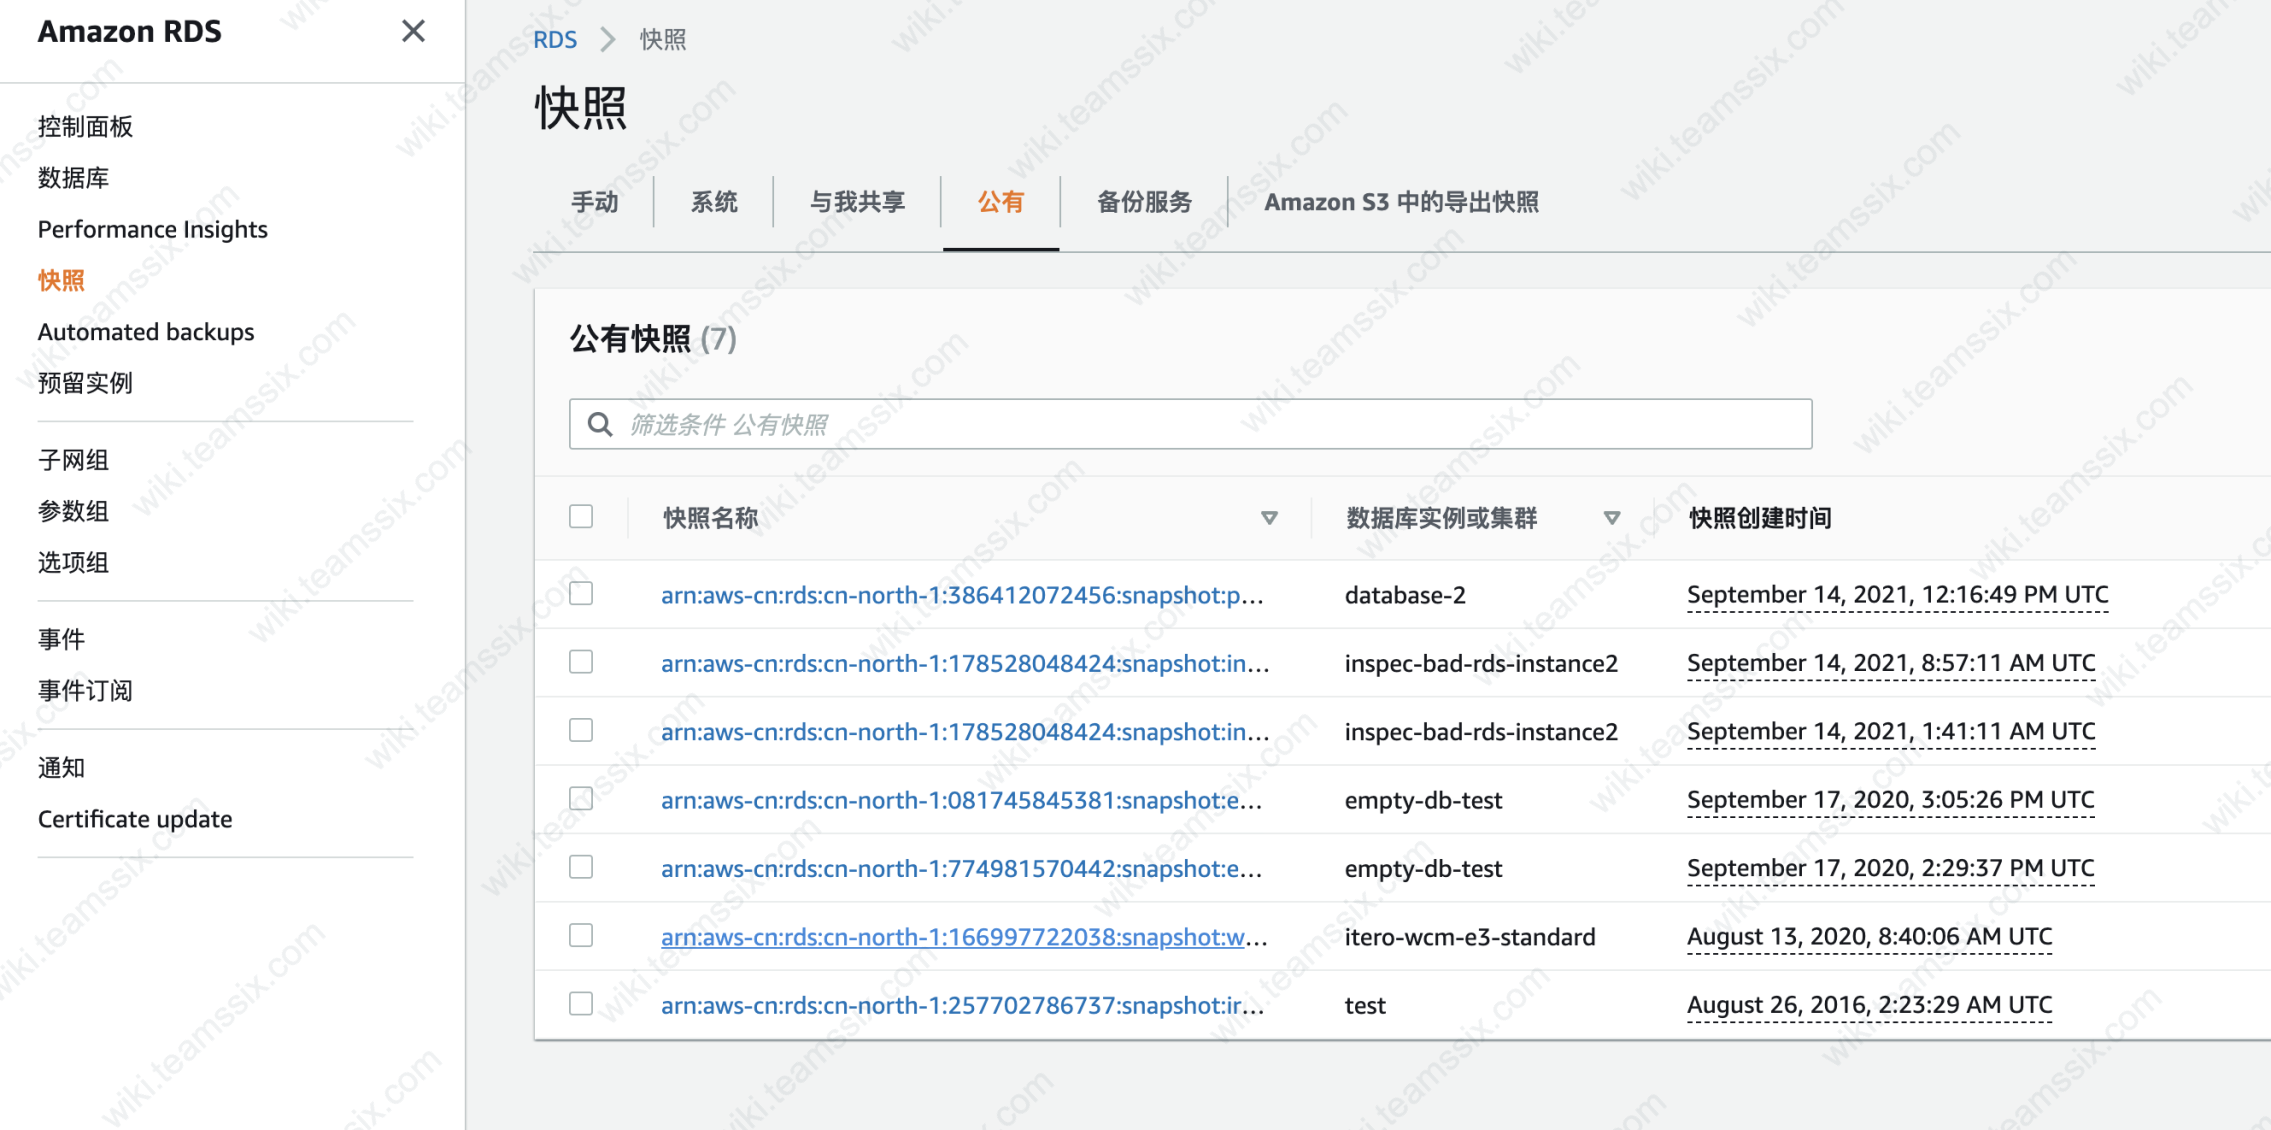 Amazon RDS
控制面板
数据库
Performance Insights
快照
Automated backups
预留实例
子网组
参数组
选项组
事件
事件订阅
通知
Certificate update
RDS 快照
快照
手动 系统 与我共享 公有 备份服务 Amazon S3 中的导出快照
公有快照 (7)
筛选条件 公有快照
快照名称 数据库实例或集群 快照创建时间
arn:aws-cn:rds:cn-north-1:386412072456:snapshot:p... database-2 September 14, 2021, 12:16:49 PM UTC
arn:aws-cn:rds:cn-north-1:178528048424:snapshot:in... inspec-bad-rds-instance2 September 14, 2021, 8:57:11 AM UTC
arn:aws-cn:rds:cn-north-1:178528048424:snapshot:in... inspec-bad-rds-instance2 September 14, 2021, 1:41:11 AM UTC
arn:aws-cn:rds:cn-north-1:081745845381:snapshot:e... empty-db-test September 17, 2020, 3:05:26 PM UTC
arn:aws-cn:rds:cn-north-1:774981570442:snapshot:e... empty-db-test September 17, 2020, 2:29:37 PM UTC
arn:aws-cn:rds:cn-north-1:166997722038:snapshot:w... itero-wcm-e3-standard August 13, 2020, 8:40:06 AM UTC
arn:aws-cn:rds:cn-north-1:257702786737:snapshot:ir... test August 26, 2016, 2:23:29 AM UTC
wiki.teamssix.com